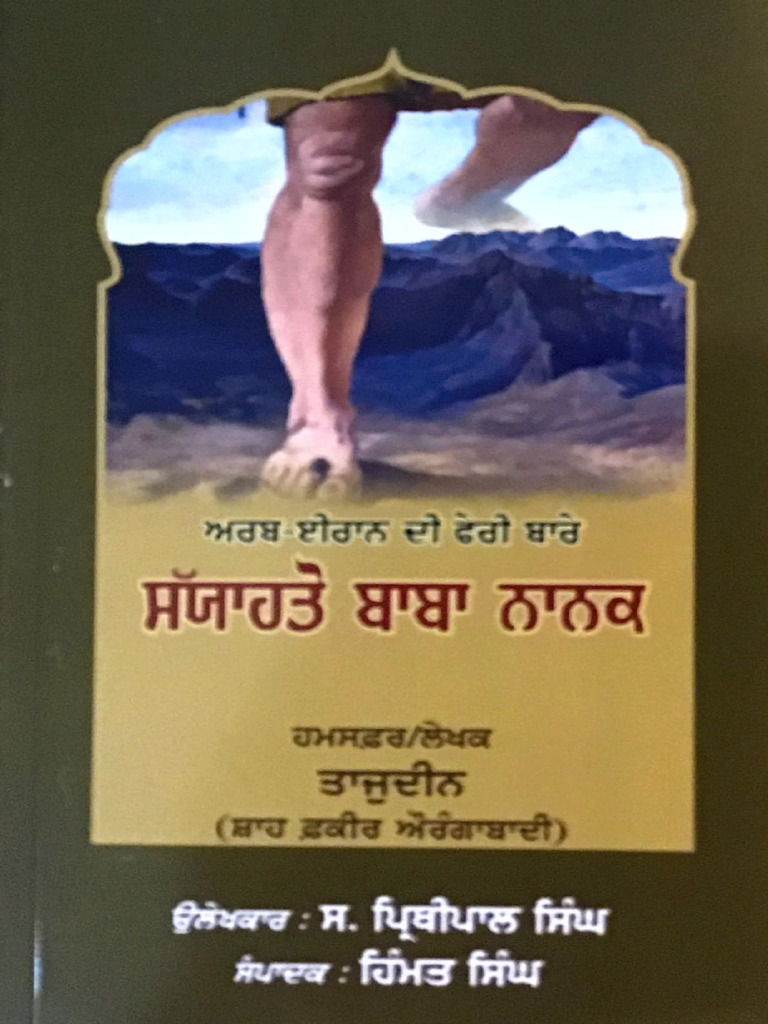 ਅਰਬ-ਈਰਾਨ ਦੀ ਫੇਰੀ ਬਾਰੇ
ਸੱਯਾਹਤੋ ਬਾਬਾ ਨਾਨਕ
ਹਮਸਫ਼ਰ/ਲੇਖਕ
ਤਾਜੁਦੀਨ
(ਸ਼ਾਹ ਫ਼ਕੀਰ ਔਰੰਗਾਬਾਦੀ)
ਉਲੇਖਕਾਰ : ਸ. ਪ੍ਰਿਥੀਪਾਲ ਸਿੰਘ
ਸੰਪਾਦਕ : ਹਿੰਮਤ ਸਿੰਘ